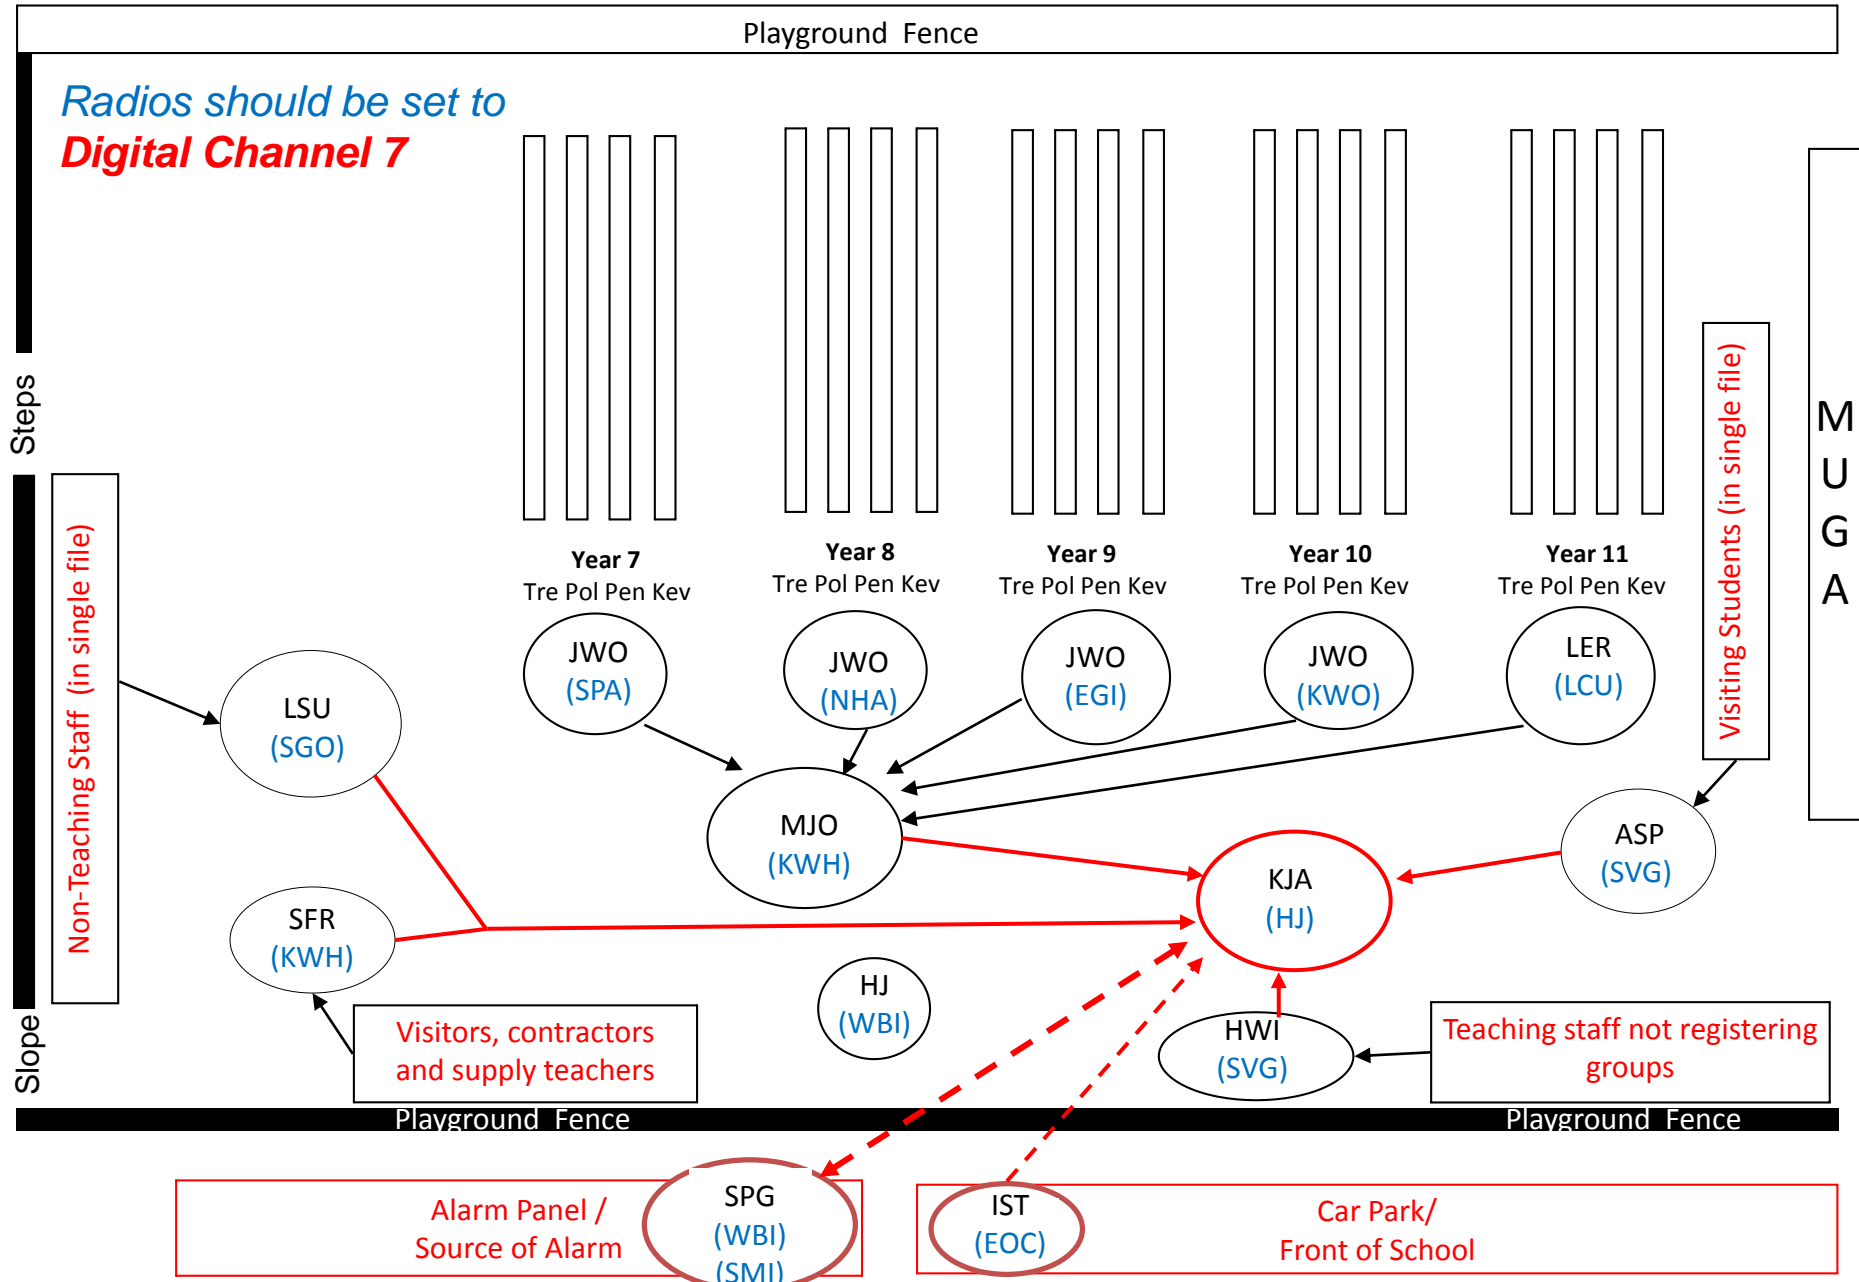 Playground  Fence
Radios should be set to
Digital Channel 7
Steps
Slope
Non-Teaching Staff  (in single file)
Year 7
Tre Pol Pen Kev
Year 8
Tre Pol Pen Kev
Year 9
Tre Pol Pen Kev
Year 10
Tre Pol Pen Kev
Year 11
Tre Pol Pen Kev
Visiting Students (in single file)
M
U
G
A
JWO
(SPA)
JWO
(NHA)
JWO
(EGI)
JWO
(KWO)
LER
(LCU)
LSU
(SGO)
MJO
(KWH)
KJA
(HJ)
ASP
(SVG)
SFR
(KWH)
HJ
(WBI)
HWI
(SVG)
Visitors, contractors
and supply teachers
Teaching staff not registering
groups
Playground  Fence
Playground  Fence
Alarm Panel /
Source of Alarm
SPG
(WBI)
(SMI)
IST
(EOC)
Car Park/
Front of School